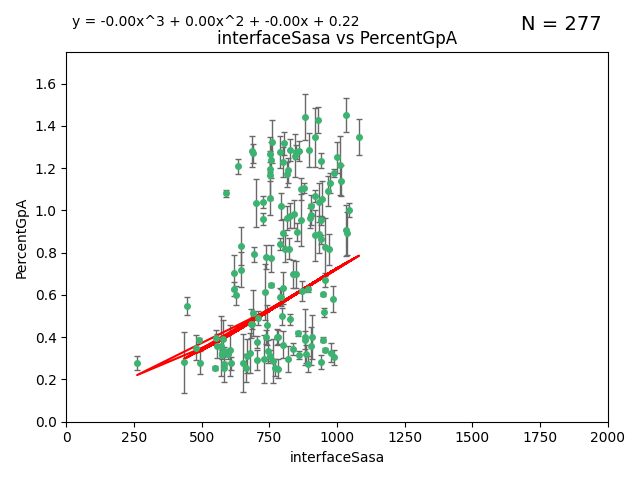 y = -0.00x^3 + 0.00x^2 + -0.00x + 0.22
N = 277
interfaceSasa vs PercentGpA
1.6
1.4
1.2
1.0
0.8
0.6
0.4
0.2
0.0
PercentGpA
0 250 500 750 1000 1250 1500 1750 2000
interfaceSasa